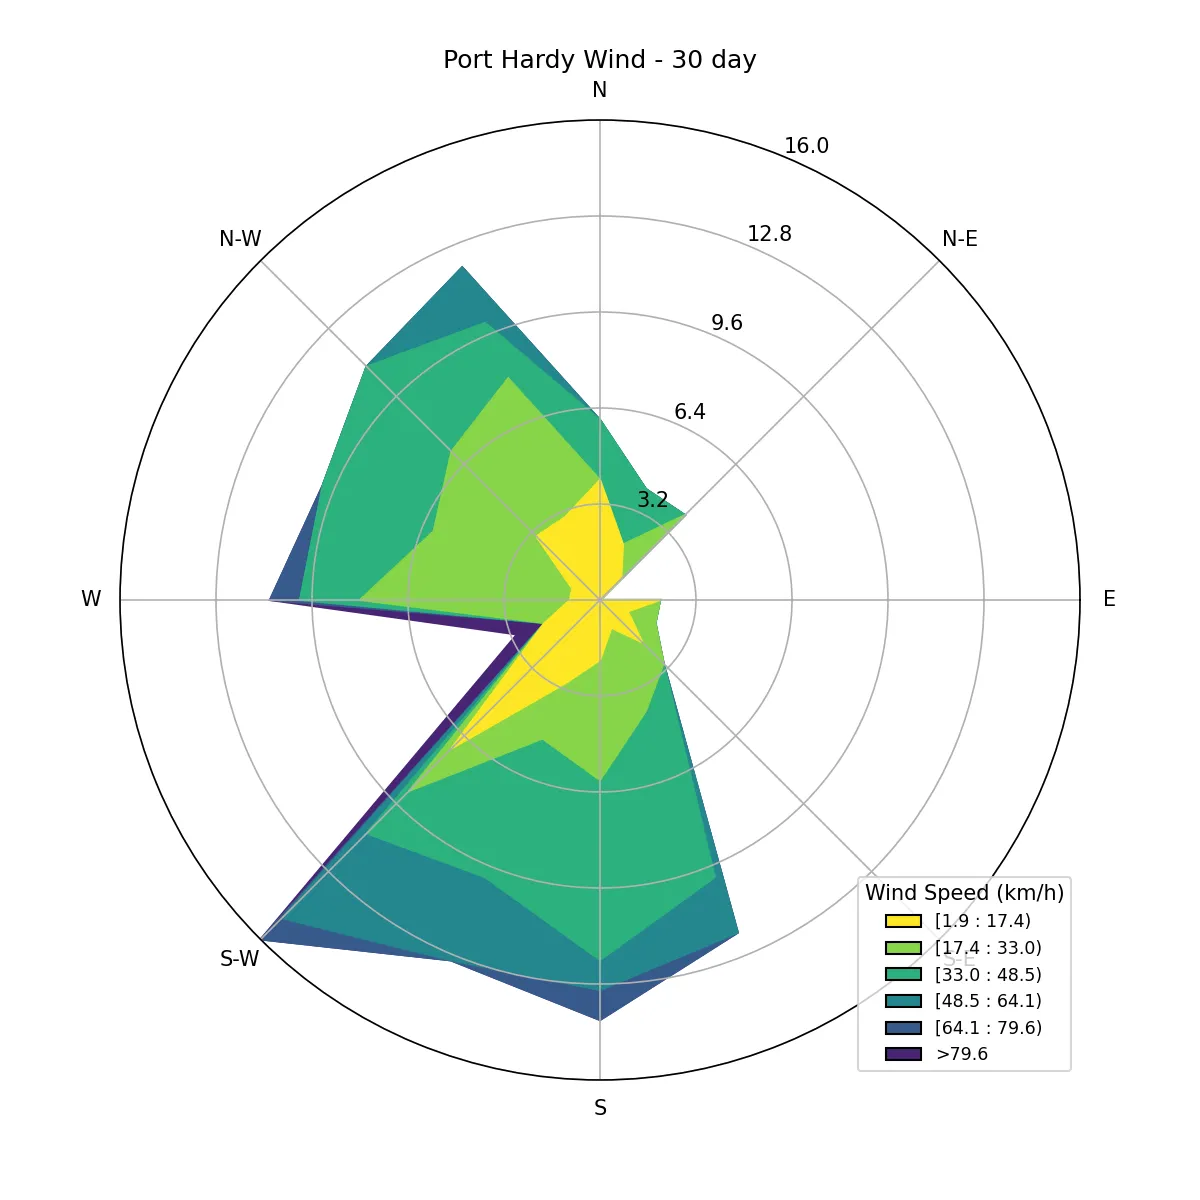 Port Hardy Wind - 30 day
N
16.0
N-W
N-E
12.8
9.6
6.4
3.2
W
E
Wind Speed (km/h)
[1.9 : 17.4)
[17.4 : 33.0)
S-W
S-E
[33.0 : 48.5)
[48.5 : 64.1)
[64.1 : 79.6)
>79.6
S